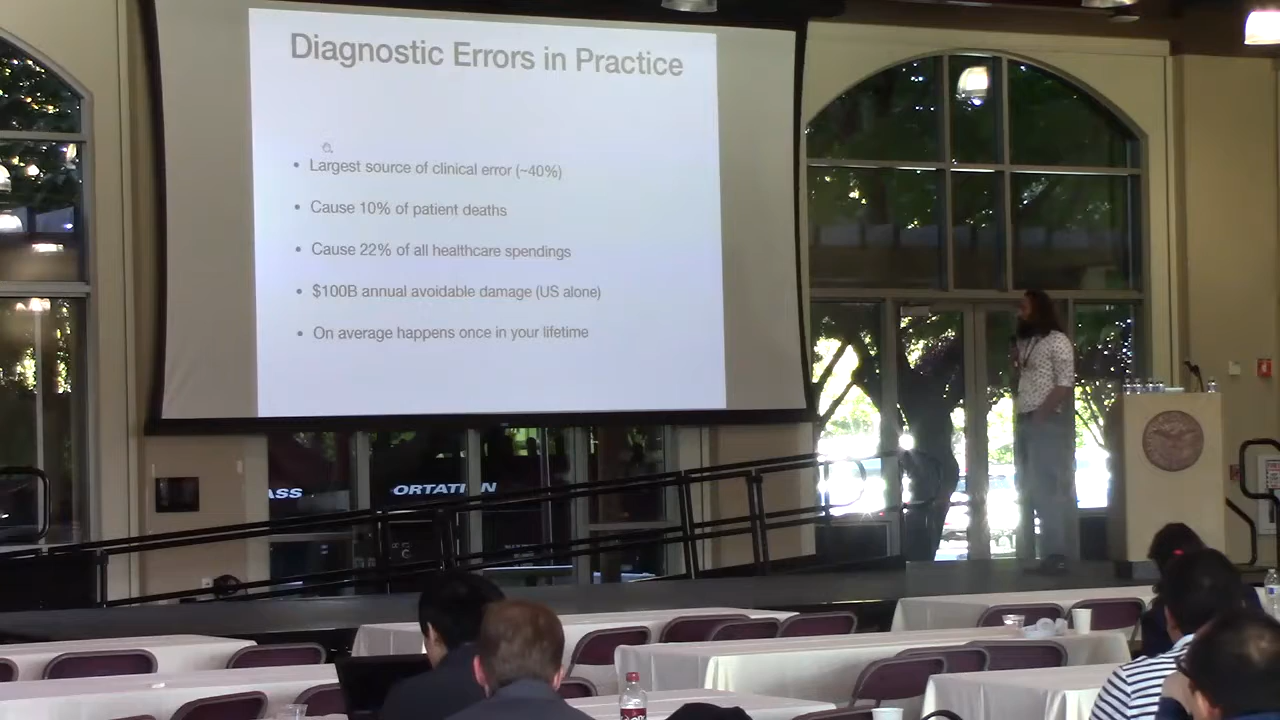 Diagnostic Errors in Practice
• Largest source of clinical error (~40%)
• Cause 10% of patient deaths
• Cause 22% of all healthcare spendings
• $100B annual avoidable damage (US alone)
• On average happens once in your lifetime
ASS ORTATI N